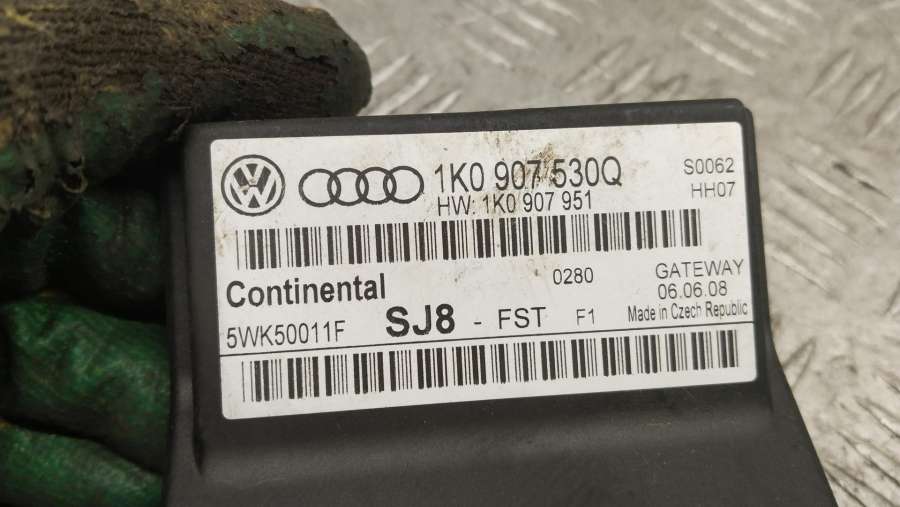 1K0 907 530Q S0062
HW: 1K0 907 951 HH07
Continental 0280 GATEWAY
06.06.08
5WK50011F SJ8 - FST F1 Made in Czech Republic